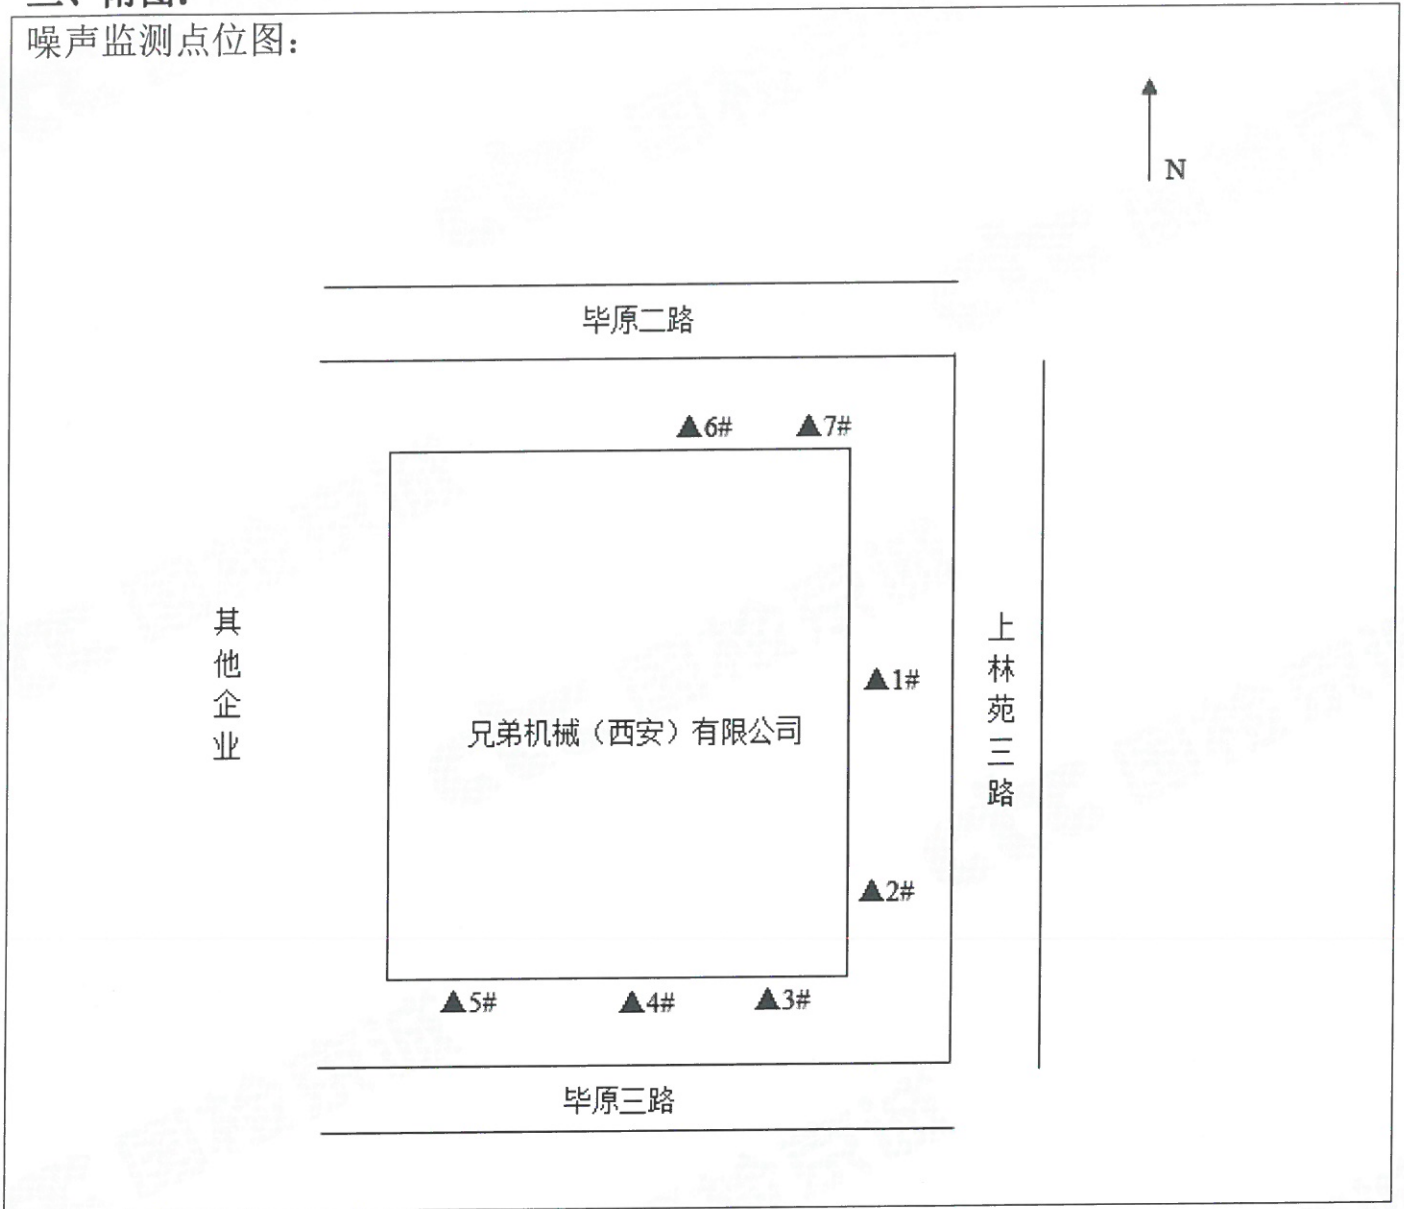 噪声监测点位图：
N
毕原二路
▲6# ▲7#
其他企业
上林苑三路
▲1#
兄弟机械（西安）有限公司
▲2#
▲5# ▲4# ▲3#
毕原三路